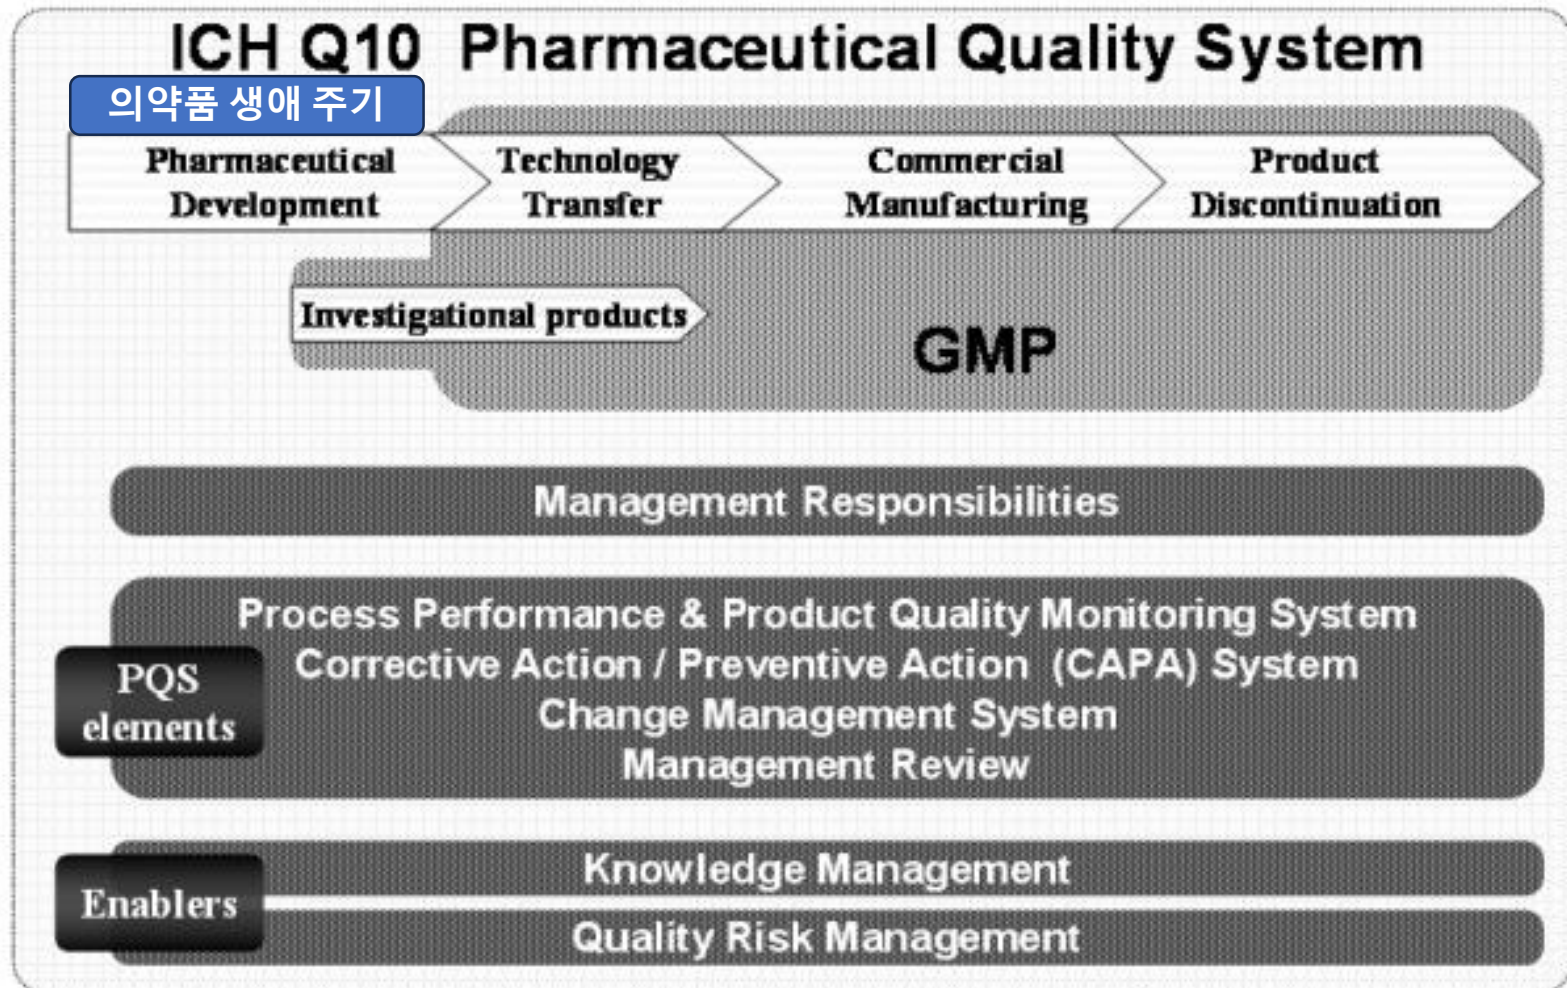 ICH Q10 Pharmaceutical Quality System
의약품 생애 주기
Pharmaceutical
Development
Technology
Transfer
Commercial
Manufacturing
Product
Discontinuation
Investigational products
GMP
Management Responsibilities
PQS
elements
Process Performance & Product Quality Monitoring System
Corrective Action / Preventive Action (CAPA) System
Change Management System
Management Review
Enablers
Knowledge Management
Quality Risk Management